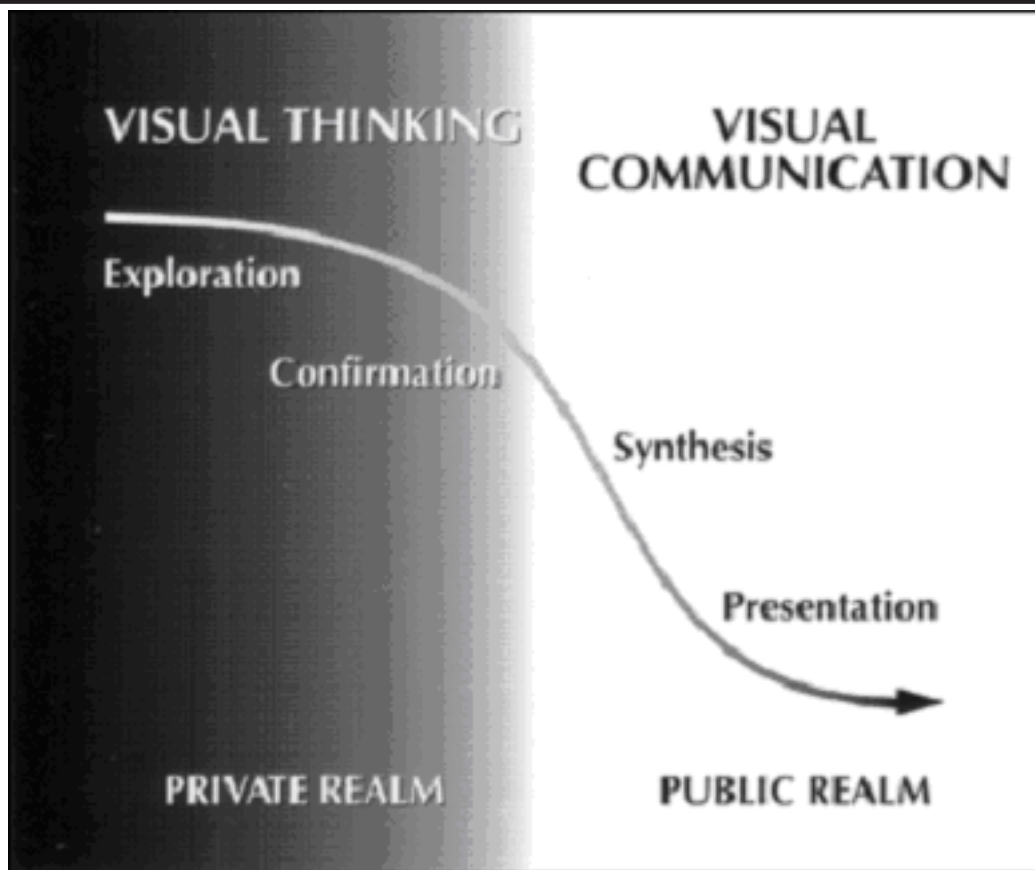 VISUAL THINKING
VISUAL
COMMUNICATION
Exploration
Confirmation
Synthesis
Presentation
PRIVATE REALM
PUBLIC REALM